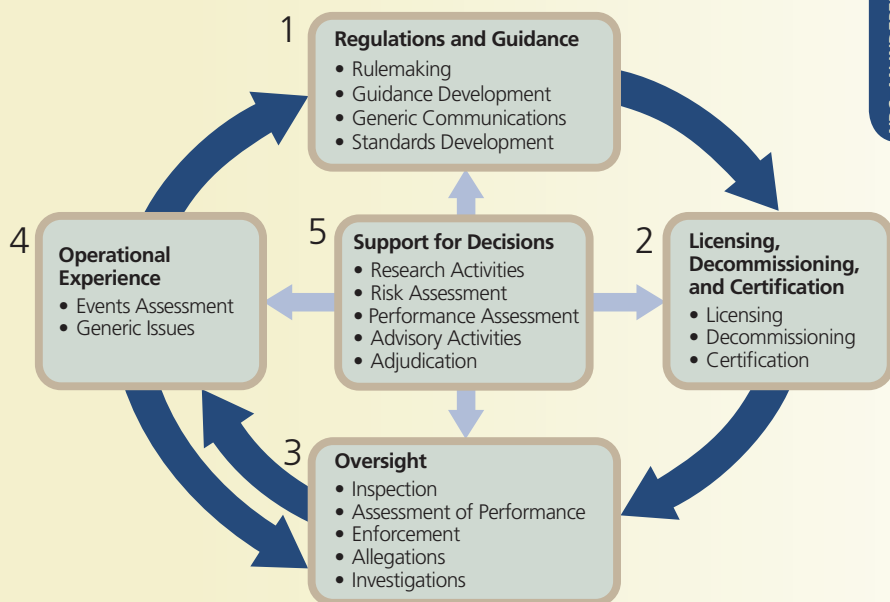 1
Regulations and Guidance
• Rulemaking
• Guidance Development
• Generic Communications
• Standards Development
4
Operational
Experience
• Events Assessment
• Generic Issues
5
Support for Decisions
• Research Activities
• Risk Assessment
• Performance Assessment
• Advisory Activities
• Adjudication
2
Licensing,
Decommissioning,
and Certification
• Licensing
• Decommissioning
• Certification
3
Oversight
• Inspection
• Assessment of Performance
• Enforcement
• Allegations
• Investigations